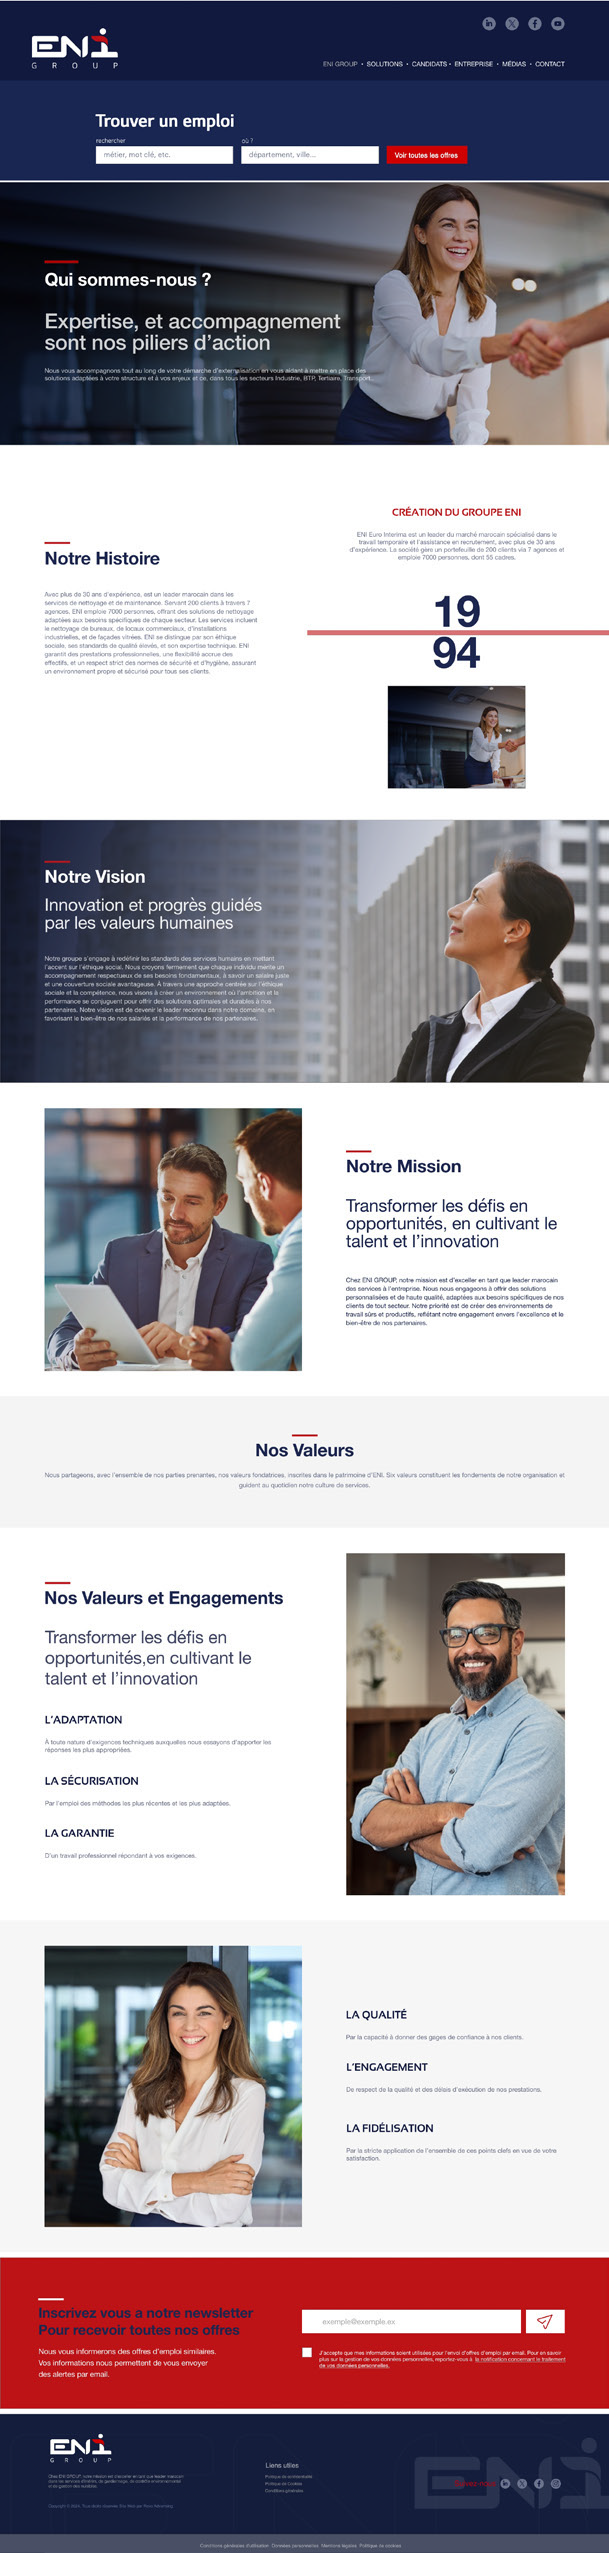 ENI
GROUP
ENI GROUP • SOLUTIONS • CANDIDATS • ENTREPRISE • MÉDIAS • CONTACT
Trouver un emploi
rechercher
où ?
métier, mot clé, etc.
département, ville...
Voir toutes les offres
Qui sommes-nous ?
Expertise, et accompagnement
sont nos piliers d'action
Nous vous accompagnons tout au long de votre démarche d'externalisation en vous aidant à mettre en place des
solutions adaptées à votre structure et à vos enjeux et ce, dans tous les secteurs Industrie, BTP, Tertiaire, Transport...
Notre Histoire
Avec plus de 30 ans d'expérience, est un leader marocain dans les
services de nettoyage et de maintenance. Servant 200 clients à travers 7
agences, ENI emploie 7000 personnes, offrant des solutions de nettoyage
adaptées aux besoins spécifiques de chaque secteur. Les services incluent
le nettoyage de bureaux, de locaux commerciaux, d'installations
industrielles, et de façades vitrées. ENI se distingue par son éthique
sociale, ses standards de qualité élevés, et son expertise technique. ENI
garantit des prestations professionnelles, une flexibilité accrue des
effectifs, et un respect strict des normes de sécurité et d'hygiène, assurant
un environnement propre et sécurisé pour tous ses clients.
CRÉATION DU GROUPE ENI
ENI Euro Interims est un leader du marché marocain spécialisé dans le
travail temporaire et l'assistance en recrutement, avec plus de 30 ans
d'expérience. La société gère un portefeuille de 200 clients via 7 agences et
emploie 7000 personnes, dont 55 cadres.
19
94
Notre Vision
Innovation et progrès guidés
par les valeurs humaines
Notre groupe s'engage à redéfinir les standards des services humains en mettant
l'accent sur l'éthique social. Nous croyons fermement que chaque individu mérite un
accompagnement respectueux de ses besoins fondamentaux, à savoir un salaire juste
et une couverture sociale avantageuse. À travers une approche centrée sur l'éthique
sociale et la compétence, nous visons à créer un environnement où l'ambition et la
performance se conjuguent pour offrir des solutions optimales et durables à nos
partenaires. Notre vision est de devenir le leader reconnu dans notre domaine, en
favorisant le bien-être de nos salariés et la performance de nos partenaires.
Notre Mission
Transformer les défis en
opportunités, en cultivant le
talent et l'innovation
Chez ENI GROUP, notre mission est d'exceller en tant que leader marocain
des services à l'entreprise. Nous nous engageons à offrir des solutions
personnalisées et de haute qualité, adaptées aux besoins spécifiques de nos
clients de tout secteur. Notre priorité est de créer des environnements de
travail sûrs et productifs, reflétant notre engagement envers l'excellence et le
bien-être de nos partenaires.
Nos Valeurs
Nous partageons, avec l'ensemble de nos parties prenantes, nos valeurs fondatrices, inscrites dans le patrimoine d'ENI. Six valeurs constituent les fondements de notre organisation et
guident au quotidien notre culture de services.
Nos Valeurs et Engagements
Transformer les défis en
opportunités,en cultivant le
talent et l'innovation
L'ADAPTATION
À toute nature d'exigences techniques auxquelles nous essayons d'apporter les
réponses les plus appropriées.
LA SÉCURISATION
Par l'emploi des méthodes les plus récentes et les plus adaptées.
LA GARANTIE
D'un travail professionnel répondant à vos exigences.
LA QUALITÉ
Par la capacité à donner des gages de confiance à nos clients.
L'ENGAGEMENT
De respect de la qualité et des délais d'exécution de nos prestations.
LA FIDÉLISATION
Par la stricte application de l'ensemble de ces points clefs en vue de votre
satisfaction.
Inscrivez vous a notre newsletter
Pour recevoir toutes nos offres
Nous vous informerons des offres d'emploi similaires.
Vos informations nous permettent de vous envoyer
des alertes par email.
exemple@exemple.ex
J'accepte que mes informations soient utilisées pour l'envoi d'offres d'emploi par email. Pour en savoir
plus sur la gestion de vos données personnelles, reportez-vous à la notification concernant le traitement
de vos données personnelles.
ENI
GROUP
Chez ENI GROUP, notre mission est d'exceller en tant que leader marocain
Liens utiles
Politique de confidentialité
Politique de Cookies
Conditions générales
Suivez-nous
Conditions générales d'utilisation Données personnelles Mentions légales Politique de cookies